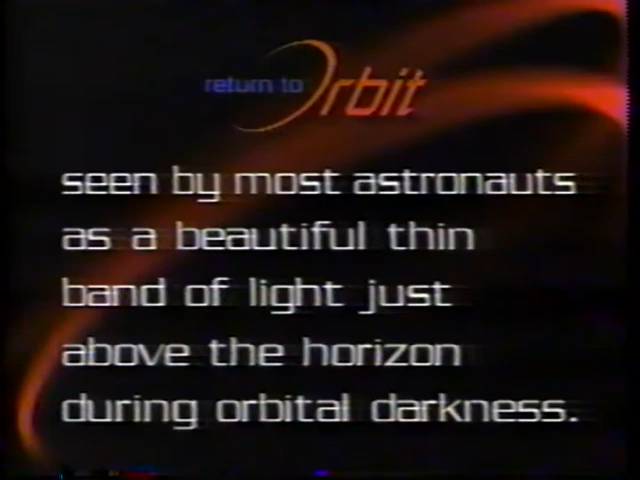 return to Orbit
seen by most astronauts
as a beautiful thin
band of light just
above the horizon
during orbital darkness.